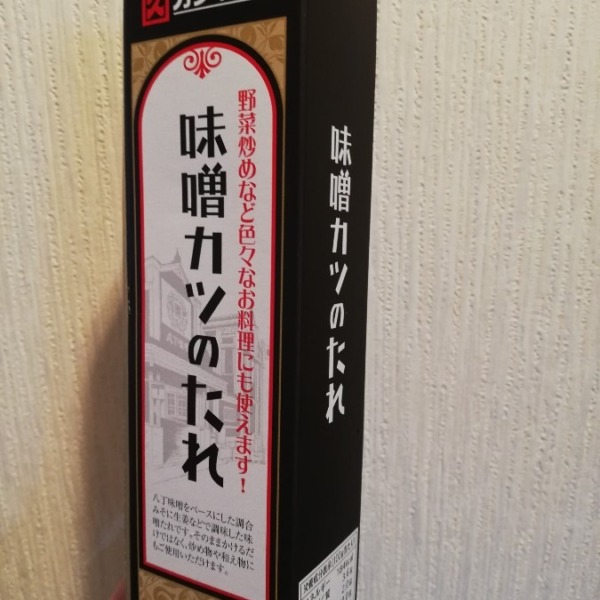 野菜炒めなど色々なお料理にも使えます!
味噌カツのたれ
八丁味噌をベースにした調合
みそに生姜などで調味した味
噌たれです。そのままかけるだ
けではなく、炒め物や和え物に
もご使用いただけます。
味噌カツのたれ